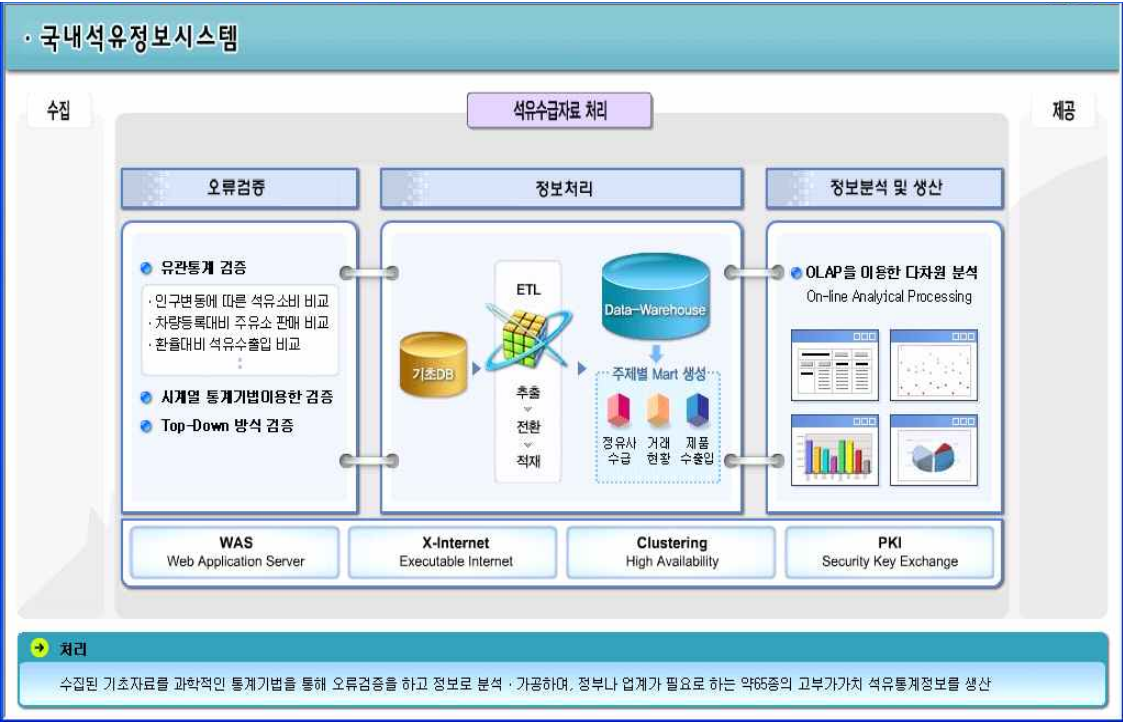 · 국내석유정보시스템
수집
석유수급자료 처리
제공
오류검증
정보처리
정보분석 및 생산
유관통계 검증
· 인구변동에 따른 석유소비 비교
· 차량등록대비 주유소 판매 비교
· 환율대비 석유수출입 비교
:
시계열 통계기법이용한 검증
Top-Down 방식 검증
기초DB
ETL
추출
전환
적재
Data-Warehouse
주제별 Mart 생성
정유사 거래 제품
수급 현황 수출입
OLAP을 이용한 다차원 분석
On-line Analytical Processing
WAS
Web Application Server
X-Internet
Executable Internet
Clustering
High Availability
PKI
Security Key Exchange
처리
수집된 기초자료를 과학적인 통계기법을 통해 오류검증을 하고 정보로 분석 · 가공하며, 정부나 업계가 필요로 하는 약65종의 고부가가치 석유통계정보를 생산